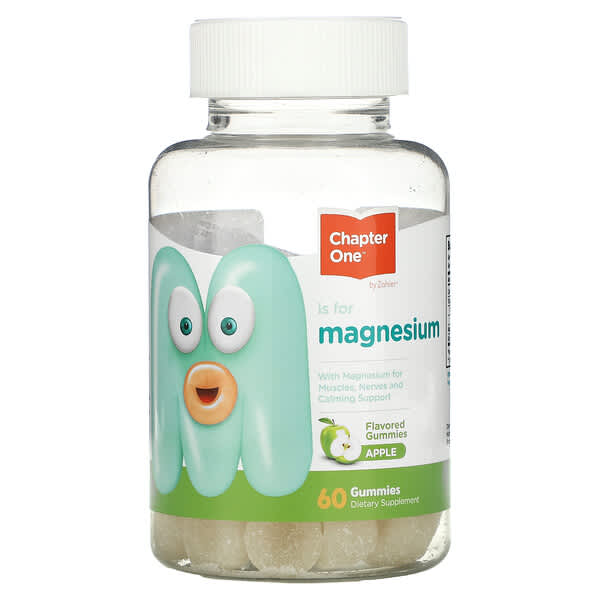 Chapter
One™
by Zahler®
is for
magnesium
With Magnesium for
Muscles, Nerves and
Calming Support
Flavored
Gummies
APPLE
60 Gummies
Dietary Supplement